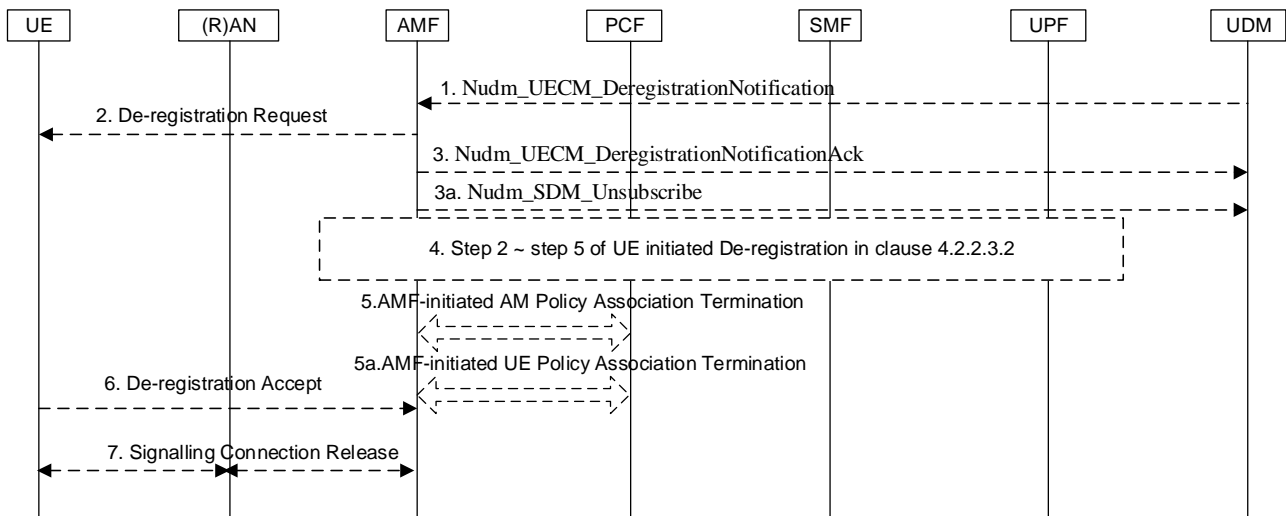 UE
(R)AN
AMF
PCF
SMF
UPF
UDM
1. Nudm_UECM_DeregistrationNotification
2. De-registration Request
3. Nudm_UECM_DeregistrationNotificationAck
3a. Nudm_SDM_Unsubscribe
4. Step 2 ~ step 5 of UE initiated De-registration in clause 4.2.2.3.2
5.AMF-initiated AM Policy Association Termination
5a.AMF-initiated UE Policy Association Termination
6. De-registration Accept
7. Signalling Connection Release